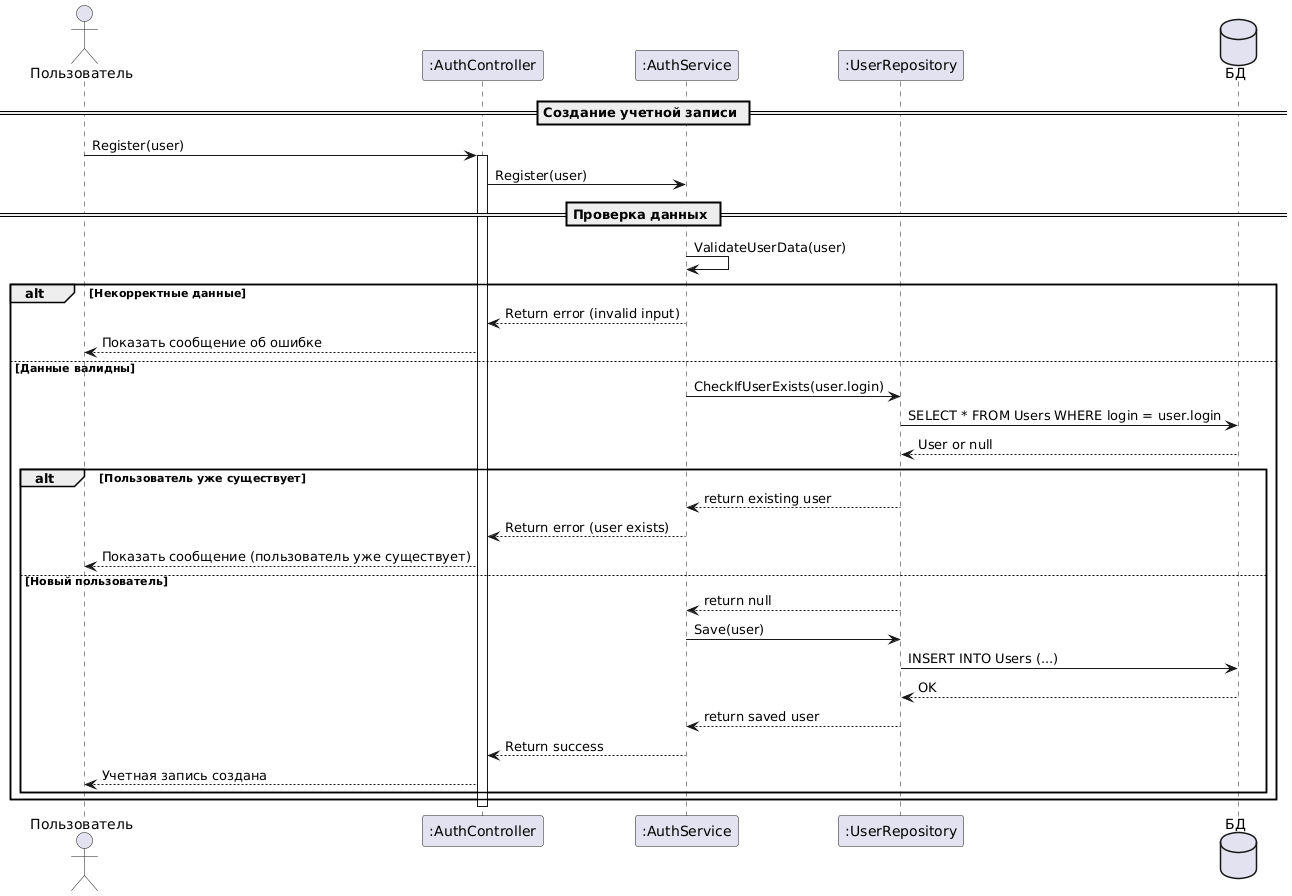 Пользователь
:AuthController
:AuthService
:UserRepository
БД
Создание учетной записи
Register(user)
Register(user)
Проверка данных
ValidateUserData(user)
alt
[Некорректные данные]
Return error (invalid input)
Показать сообщение об ошибке
[Данные валидны]
CheckIfUserExists(user.login)
SELECT * FROM Users WHERE login = user.login
User or null
alt
[Пользователь уже существует]
return existing user
Return error (user exists)
Показать сообщение (пользователь уже существует)
[Новый пользователь]
return null
Save(user)
INSERT INTO Users (...)
OK
return saved user
Return success
Учетная запись создана
Пользователь
:AuthController
:AuthService
:UserRepository
БД